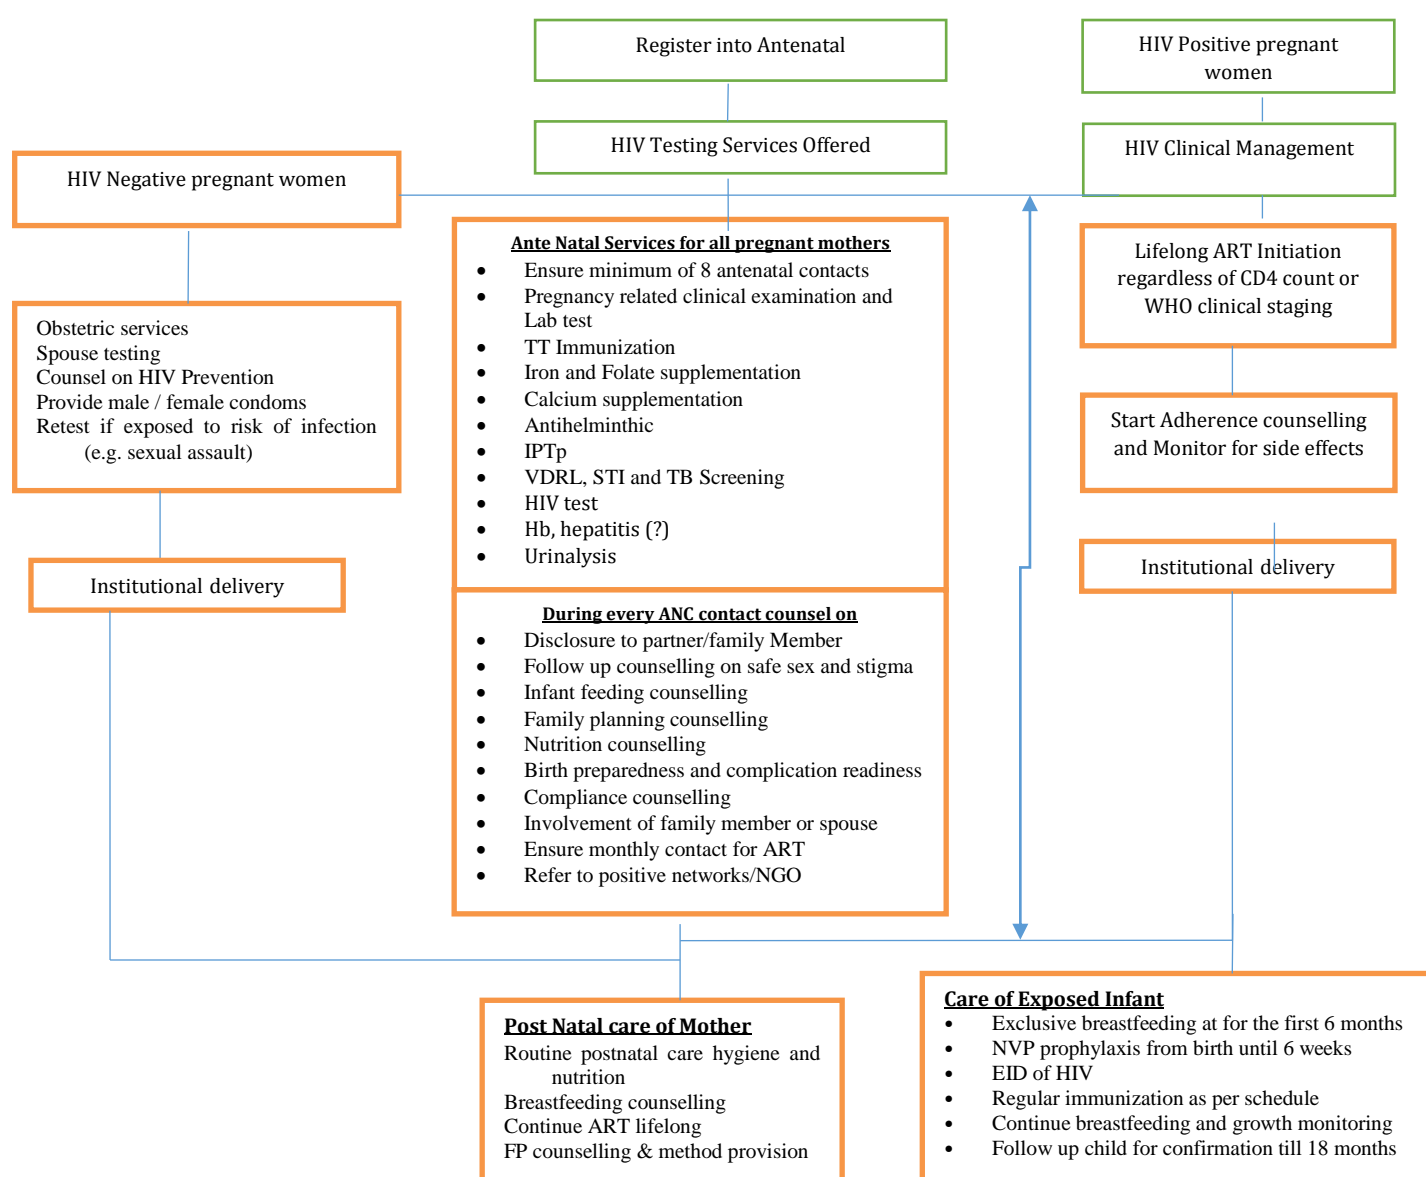 Register into Antenatal
HIV Positive pregnant
women
HIV Testing Services Offered
HIV Clinical Management
HIV Negative pregnant women
Ante Natal Services for all pregnant mothers
• Ensure minimum of 8 antenatal contacts
• Pregnancy related clinical examination and
Lab test
• TT Immunization
• Iron and Folate supplementation
• Calcium supplementation
• Antihelminthic
• IPTp
• VDRL, STI and TB Screening
• HIV test
• Hb, hepatitis (?)
• Urinalysis
Lifelong ART Initiation
regardless of CD4 count or
WHO clinical staging
Obstetric services
Spouse testing
Counsel on HIV Prevention
Provide male / female condoms
Retest if exposed to risk of infection
(e.g. sexual assault)
Start Adherence counselling
and Monitor for side effects
Institutional delivery
Institutional delivery
During every ANC contact counsel on
• Disclosure to partner/family Member
• Follow up counselling on safe sex and stigma
• Infant feeding counselling
• Family planning counselling
• Nutrition counselling
• Birth preparedness and complication readiness
• Compliance counselling
• Involvement of family member or spouse
• Ensure monthly contact for ART
• Refer to positive networks/NGO
Post Natal care of Mother
Routine postnatal care hygiene and
nutrition
Breastfeeding counselling
Continue ART lifelong
FP counselling & method provision
Care of Exposed Infant
• Exclusive breastfeeding at for the first 6 months
• NVP prophylaxis from birth until 6 weeks
• EID of HIV
• Regular immunization as per schedule
• Continue breastfeeding and growth monitoring
• Follow up child for confirmation till 18 months